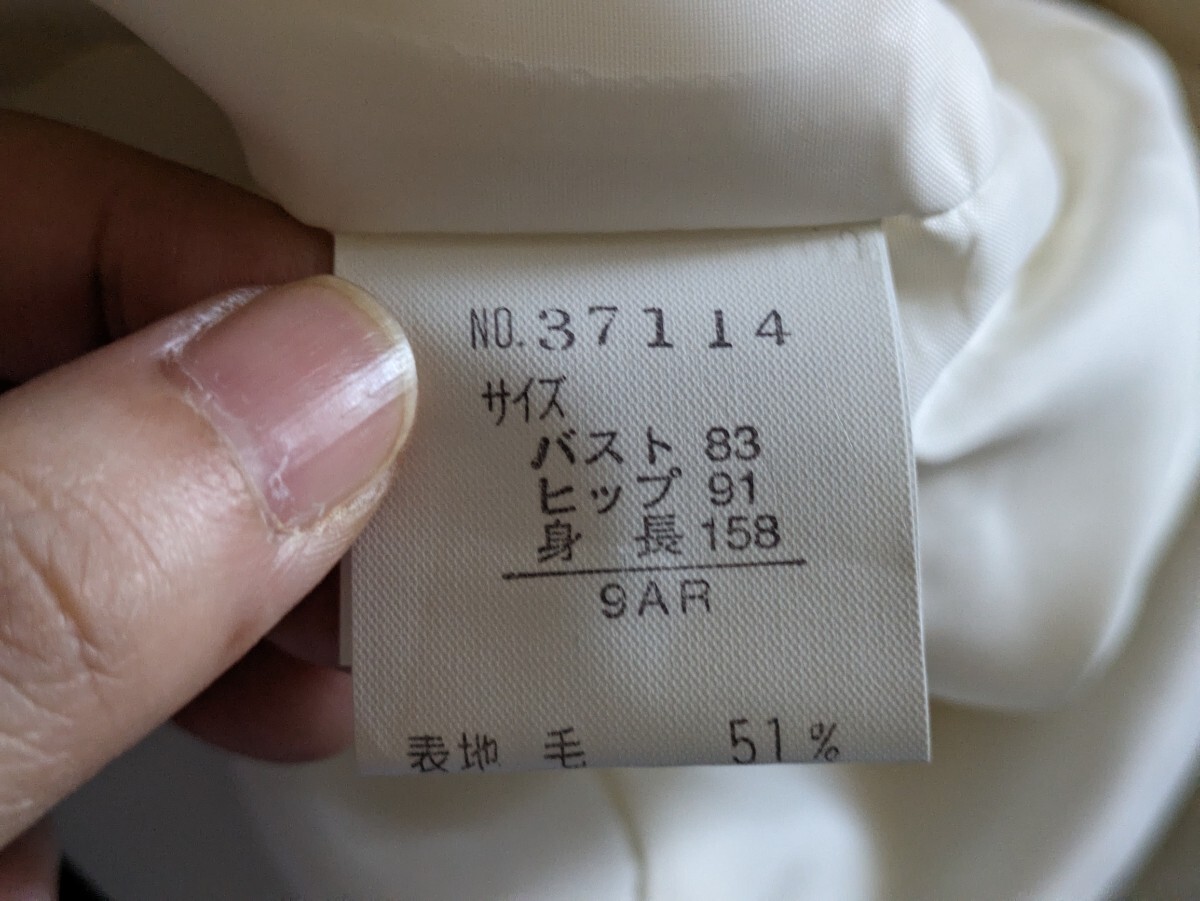 NO.37114
サイズ
バスト 83
ヒップ 91
身 長 158
9AR
表地 毛 51%